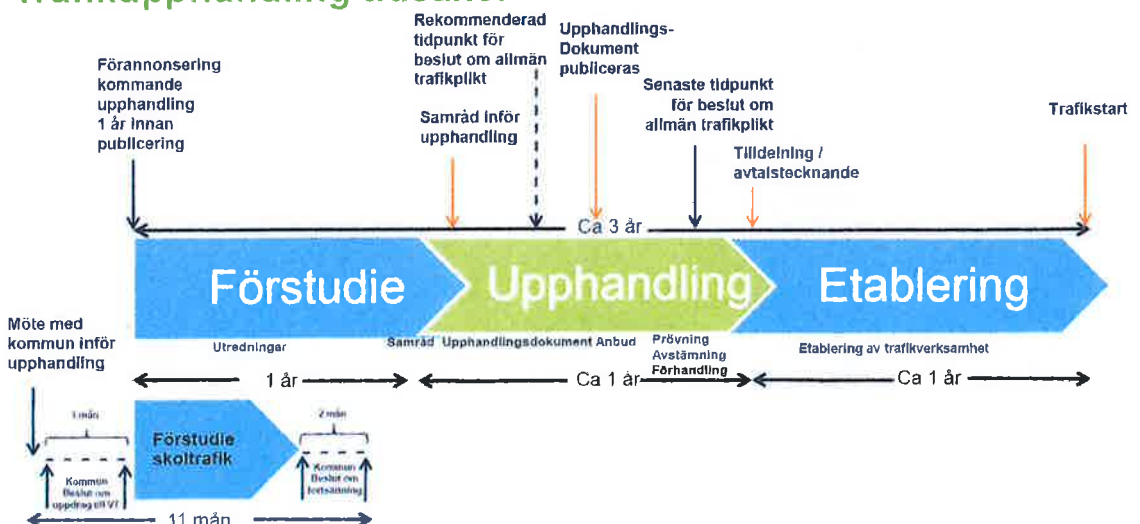 Rekommenderad
tidpunkt för
beslut om allmän
trafikplikt
Upphandlings-
Dokument
publiceras
Förannonsering
kommande
upphandling
1 år innan
publicering
Samråd inför
upphandling
Senaste tidpunkt
för beslut om
allmän trafikplikt
Tilldelning /
avtalstecknande
Trafikstart
Ca 3 år
Förstudie
Upphandling
Etablering
Möte med
kommun inför
upphandling
Utredningar
Samråd Upphandlingsdokument Anbud
Prövning
Avstämning
Förhandling
Etablering av trafikverksamhet
1 år
Ca 1 år
Ca 1 år
1 mån
Förstudie
skoltrafik
2 mån
Kommun
Beslut om
uppdrag till VT
Kommun
Beslut om
fortsättning
11 mån